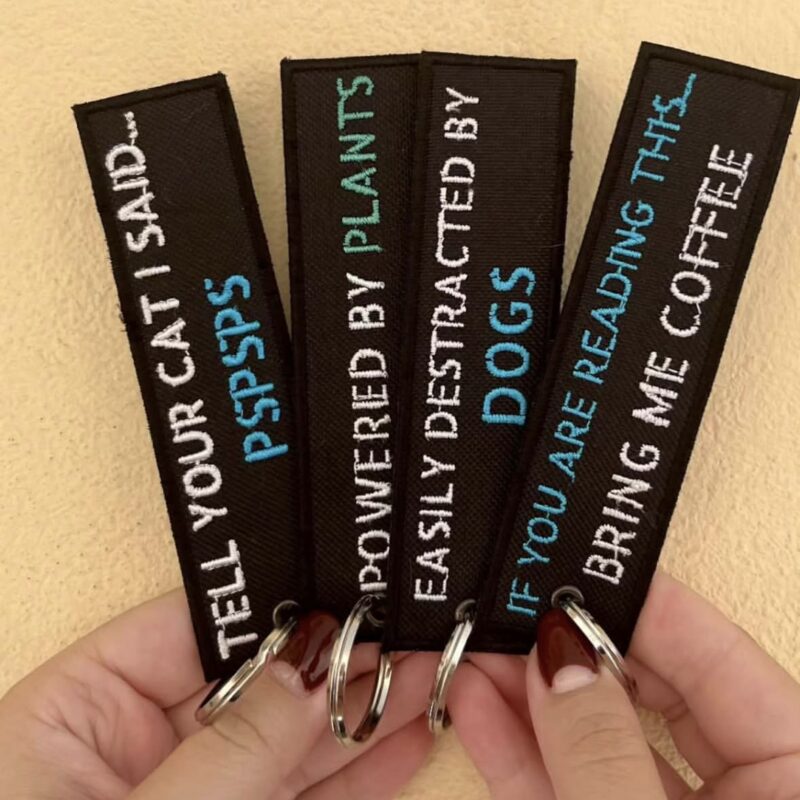 TELL YOUR CAT I SAID...
PSPSPS
POWERED BY PLANTS
EASILY DESTRACTED BY
DOGS
IF YOU ARE READING THIS...
BRING ME COFFEE